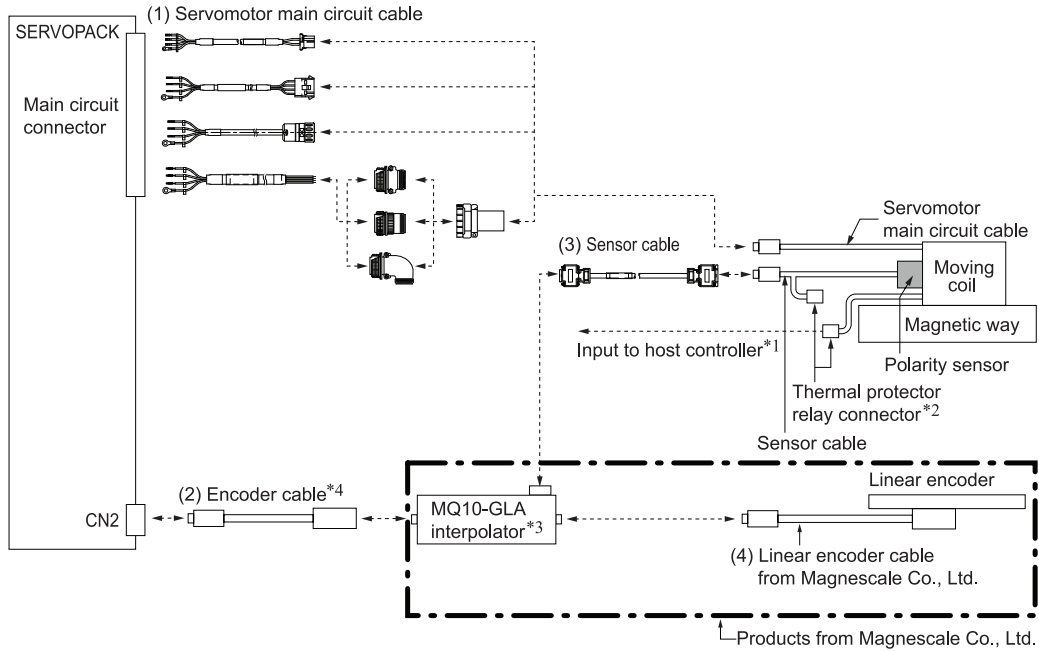 (1) Servomotor main circuit cable
SERVOPACK
Main circuit
connector
Servomotor
main circuit cable
(3) Sensor cable
Moving
coil
Magnetic way
Input to host controller*1
Polarity sensor
Thermal protector
relay connector*2
Sensor cable
Linear encoder
(2) Encoder cable*4
MQ10-GLA
interpolator*3
CN2
(4) Linear encoder cable
from Magnescale Co., Ltd.
Products from Magnescale Co., Ltd.